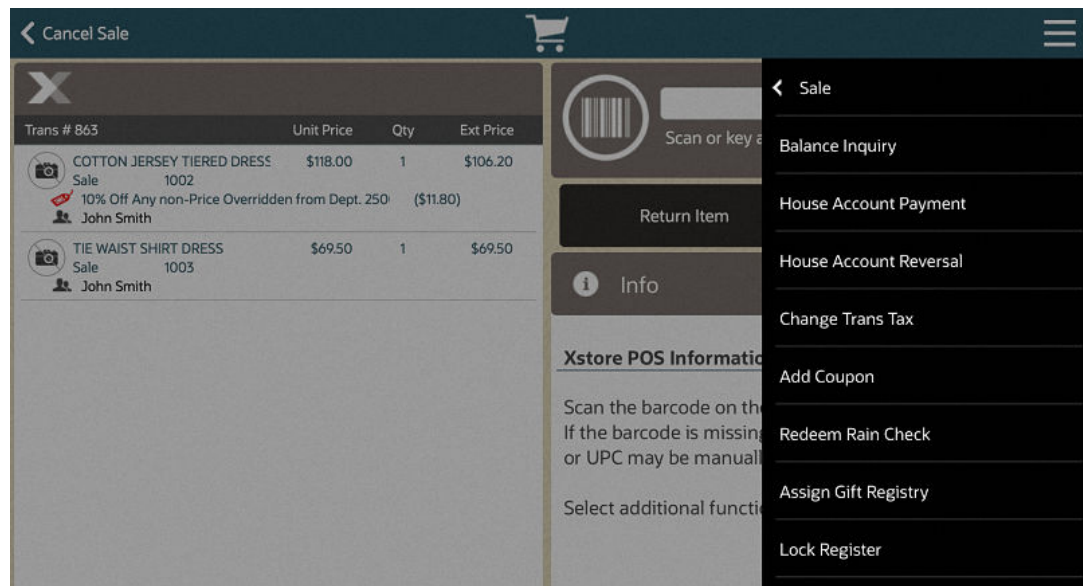 Cancel Sale
Trans # 863 Unit Price Qty Ext Price
COTTON JERSEY TIERED DRESS $118.00 1 $106.20
Sale 1002
10% Off Any non-Price Overridden from Dept. 250 ($11.80)
John Smith
TIE WAIST SHIRT DRESS $69.50 1 $69.50
Sale 1003
John Smith
Scan or key a
Return Item
Info
Xstore POS Informatio
Scan the barcode on th
If the barcode is missing
or UPC may be manuall
Select additional functi
Sale
Balance Inquiry
House Account Payment
House Account Reversal
Change Trans Tax
Add Coupon
Redeem Rain Check
Assign Gift Registry
Lock Register